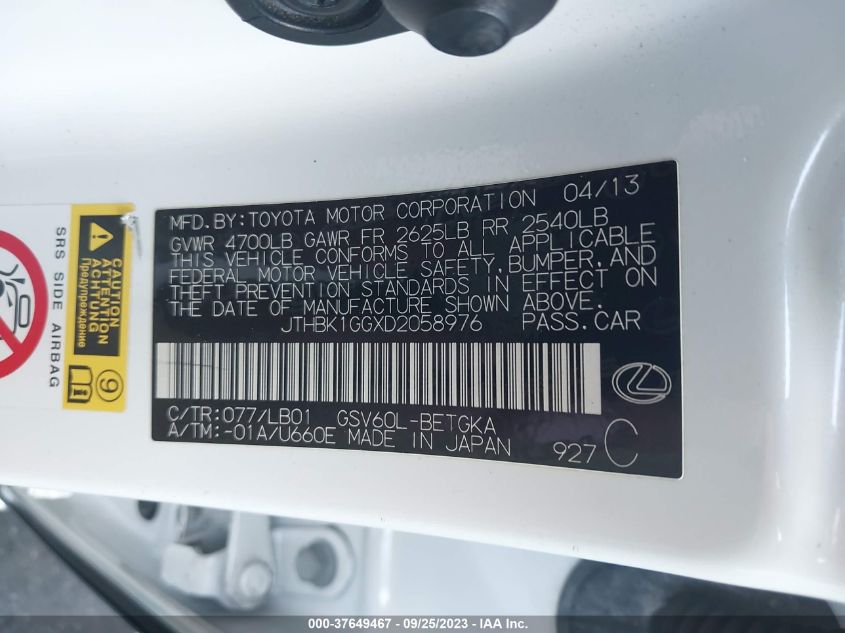 MFD. BY: TOYOTA MOTOR CORPORATION 04/13
GVWR 4700LB GAWR FR 2625LB RR 2540LB
THIS VEHICLE CONFORMS TO ALL APPLICABLE
FEDERAL MOTOR VEHICLE SAFETY, BUMPER, AND
THEFT PREVENTION STANDARDS IN EFFECT ON
THE DATE OF MANUFACTURE SHOWN ABOVE.
JTHBK1GGXD2058976 PASS.CAR
C/TR: 077/LB01 GSV60L-BETGKA
A/TM: -01A/U660E MADE IN JAPAN
927 C
CAUTION
ATTENTION
ACHTUNG
Предупреждение
9
SRS SIDE AIRBAG
000-37649467 - 09/25/2023 - IAA Inc.